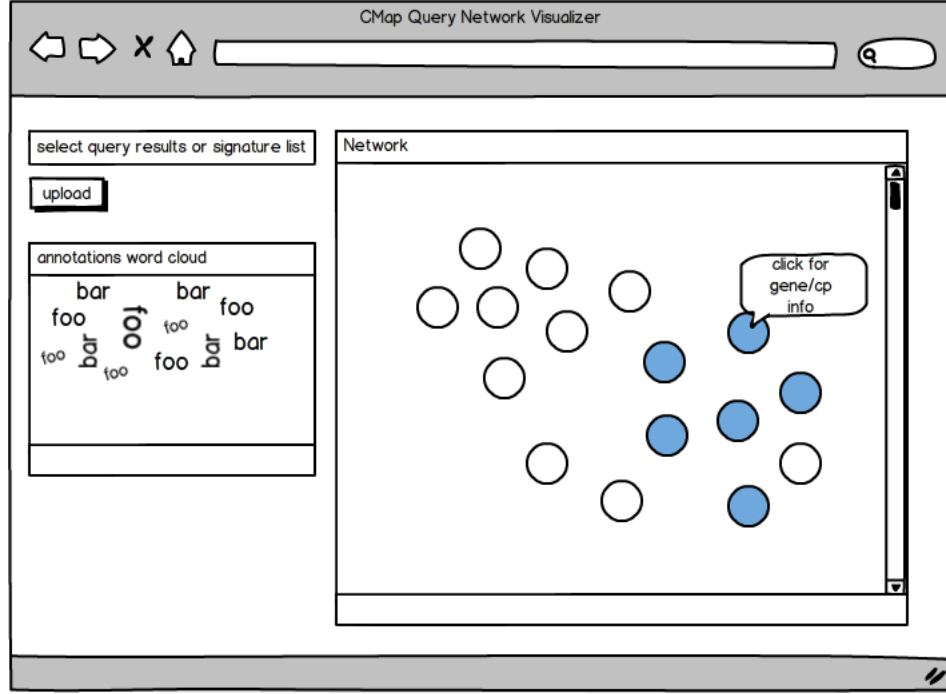 CMap Query Network Visualizer
select query results or signature list
upload
annotations word cloud
bar
bar
foo
foo
foo
foo
bar
foo
bar
bar
foo
foo
Network
click for
gene/cp
info